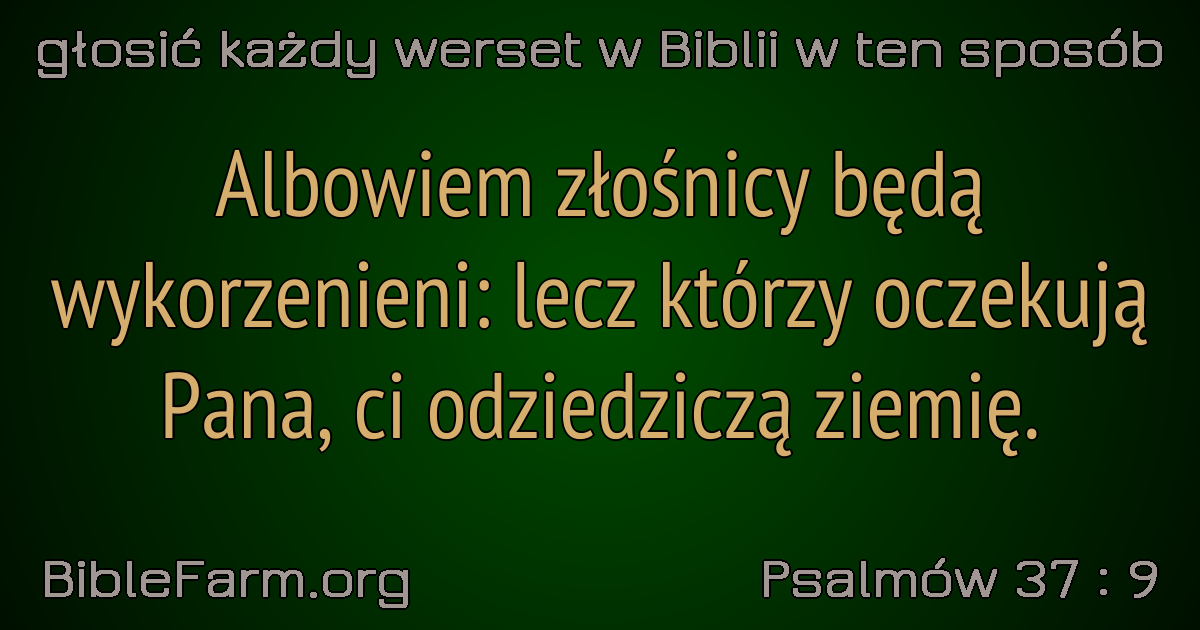 głosić każdy werset w Biblii w ten sposób
Albowiem złośnicy będą
wykorzenieni: lecz którzy oczekują
Pana, ci odziedziczą ziemię.
BibleFarm.org
Psalmów 37 : 9